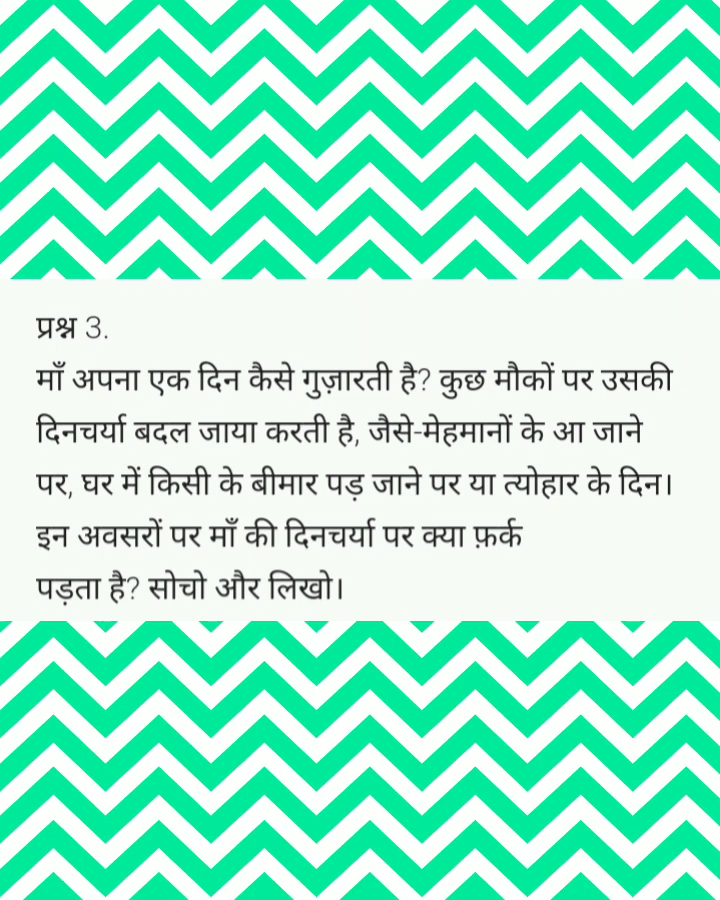 प्रश्न 3.
माँ अपना एक दिन कैसे गुज़ारती है? कुछ मौकों पर उसकी
दिनचर्या बदल जाया करती है, जैसे-मेहमानों के आ जाने
पर, घर में किसी के बीमार पड़ जाने पर या त्योहार के दिन।
इन अवसरों पर माँ की दिनचर्या पर क्या फ़र्क
पड़ता है? सोचो और लिखो।